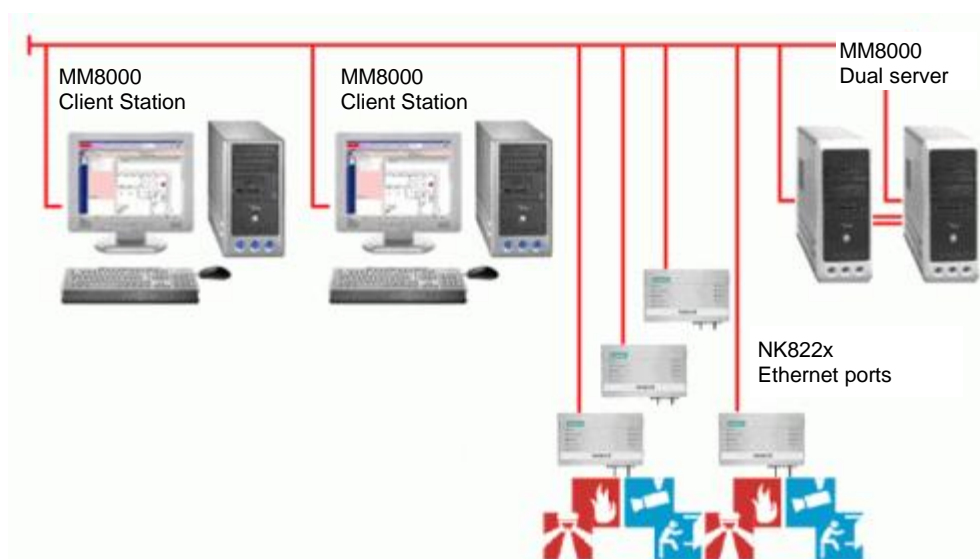 MM8000
Client Station
MM8000
Client Station
MM8000
Dual server
NK822x
Ethernet ports